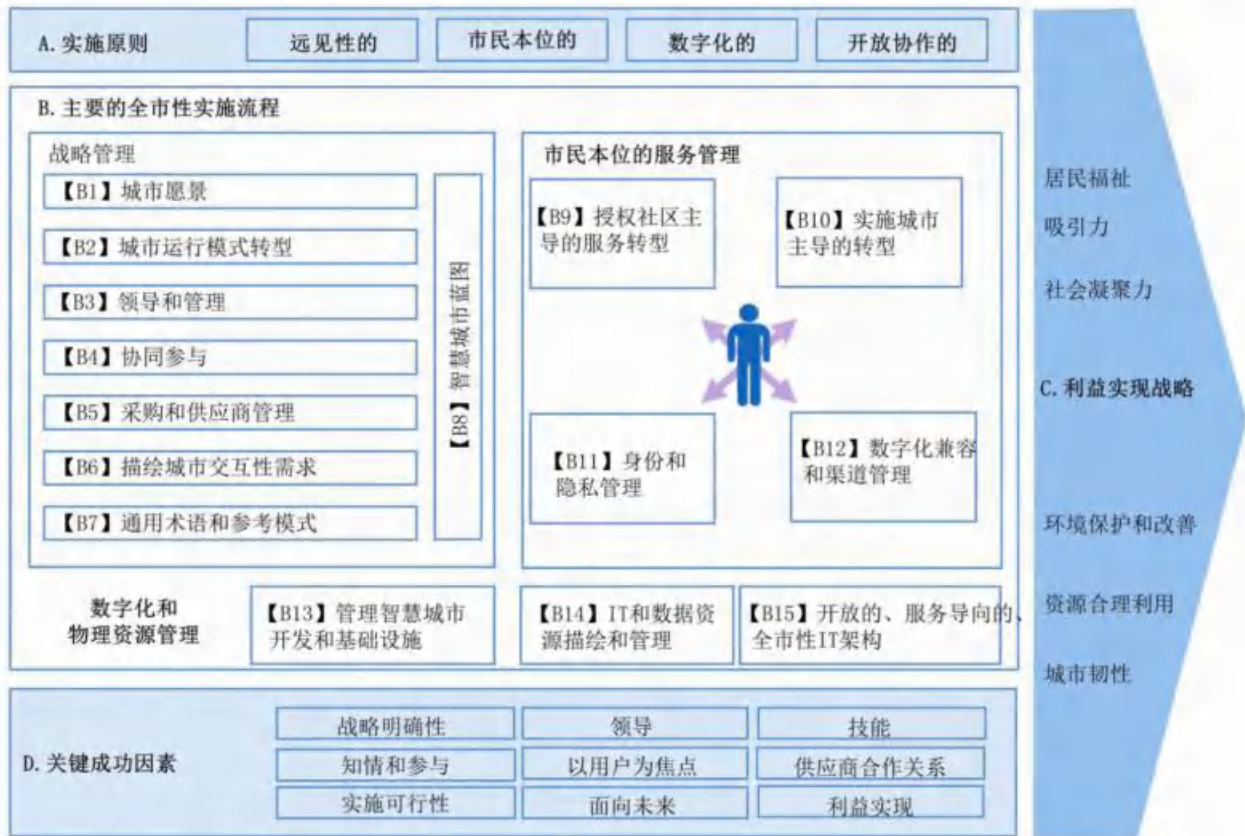 A.实施原则
远见性的
市民本位的
数字化的
开放协作的
B.主要的全市性实施流程
战略管理
【B1】城市愿景
【B2】城市运行模式转型
【B3】领导和管理
【B4】协同参与
【B5】采购和供应商管理
【B6】描绘城市交互性需求
【B7】通用术语和参考模式
【B8】智慧城市蓝图
市民本位的服务管理
【B9】授权社区主
导的服务转型
【B10】实施城市
主导的转型
【B11】身份和
隐私管理
【B12】数字化兼容
和渠道管理
数字化和
物理资源管理
【B13】管理智慧城市
开发和基础设施
【B14】IT和数据资
源描绘和管理
【B15】开放的、服务导向的、
全市性IT架构
居民福祉
吸引力
社会凝聚力
C.利益实现战略
环境保护和改善
资源合理利用
城市韧性
D.关键成功因素
战略明确性
领导
技能
知情和参与
以用户为焦点
供应商合作关系
实施可行性
面向未来
利益实现